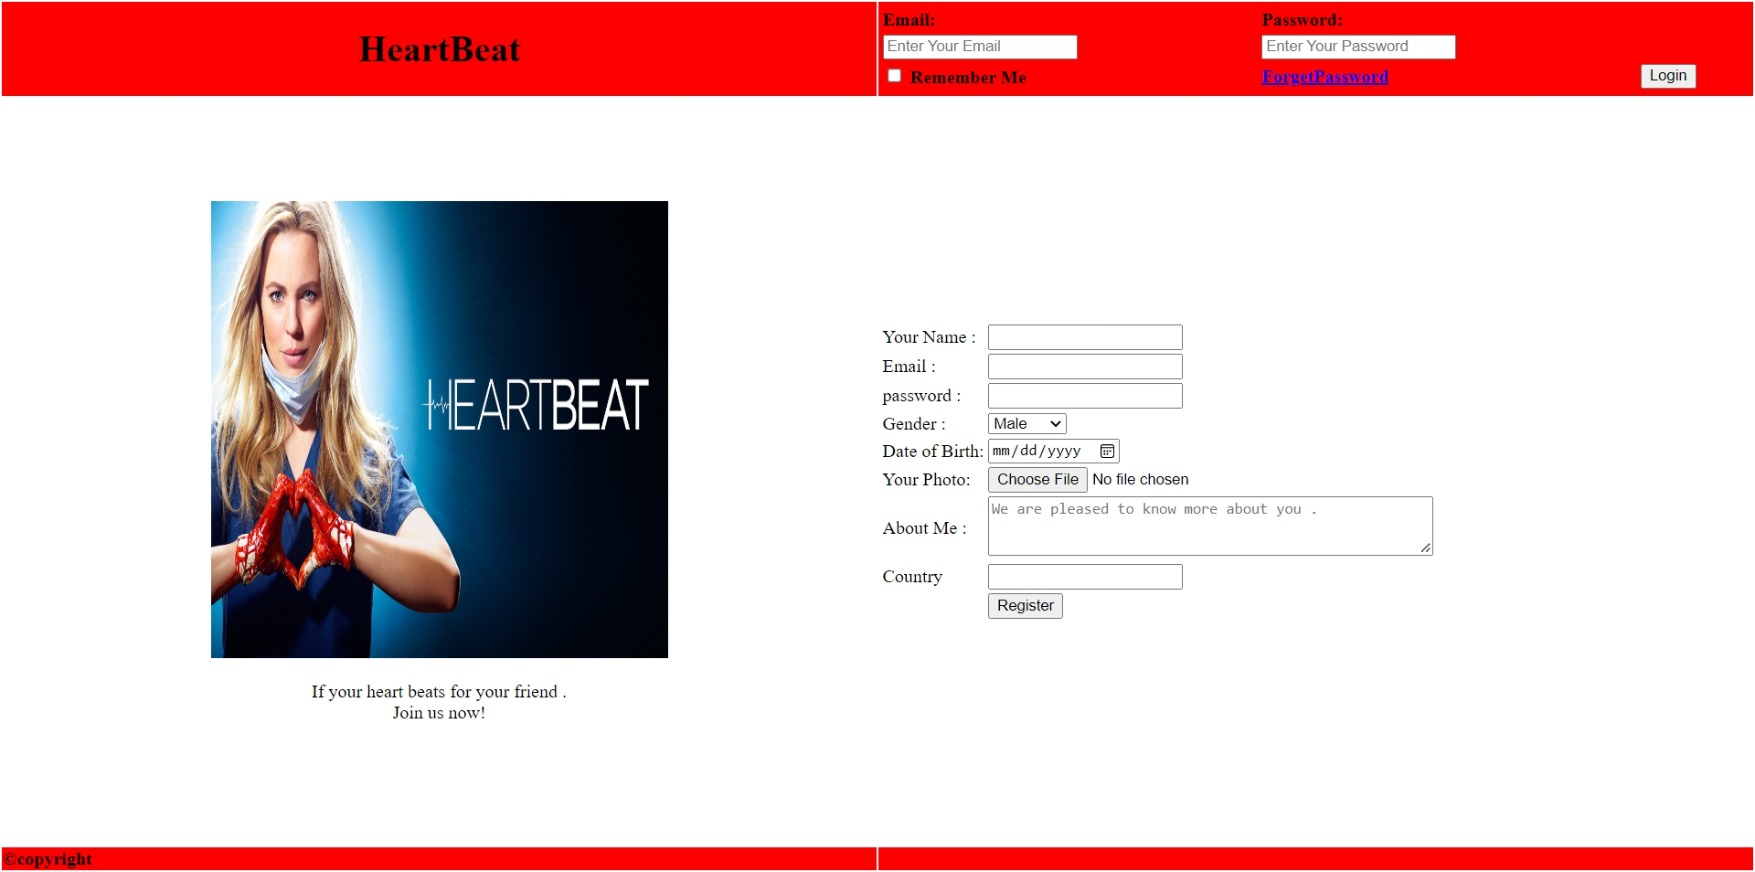 HeartBeat
Email:
Password:
Enter Your Email
Enter Your Password
Remember Me
ForgetPassword
Login
HEARTBEAT
If your heart beats for your friend .
Join us now!
Your Name :
Email :
password :
Gender :
Male
Date of Birth:
mm/dd/yyyy
Your Photo:
Choose File No file chosen
About Me :
We are pleased to know more about you .
Country
Register
©copyright